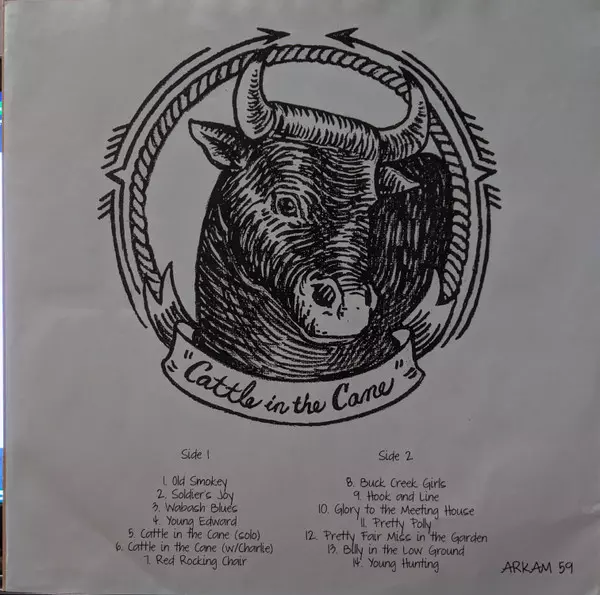 "Cattle in the Cane"
Side 1
1. Old Smokey
2. Soldier's Joy
3. Wabash Blues
4. Young Edward
5. Cattle in the Cane (solo)
6. Cattle in the Cane (w/Charlie)
7. Red Rocking Chair
Side 2
8. Buck Creek Girls
9. Hook and Line
10. Glory to the Meeting House
11. Pretty Polly
12. Pretty Fair Miss in the Garden
13. Billy in the Low Ground
14. Young Hunting
ARKAM 59